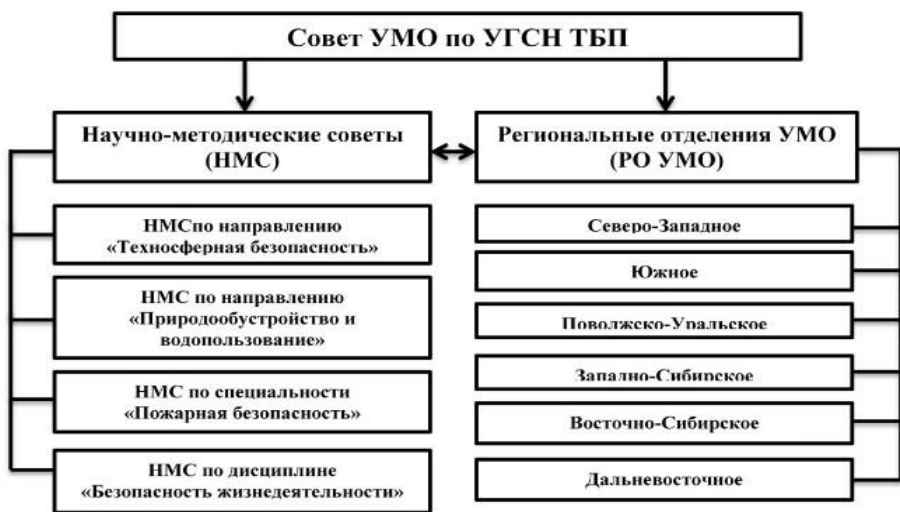 Совет УМО по УГСН ТБП
Научно-методические советы
(НМС)
НМСпо направлению
«Техносферная безопасность»
НМС по направлению
«Природообустройство и
водопользование»
НМС по специальности
«Пожарная безопасность»
НМС по дисциплине
«Безопасность жизнедеятельности»
Региональные отделения УМО
(РО УМО)
Северо-Западное
Южное
Поволжско-Уральское
Западно-Сибирское
Восточно-Сибирское
Дальневосточное